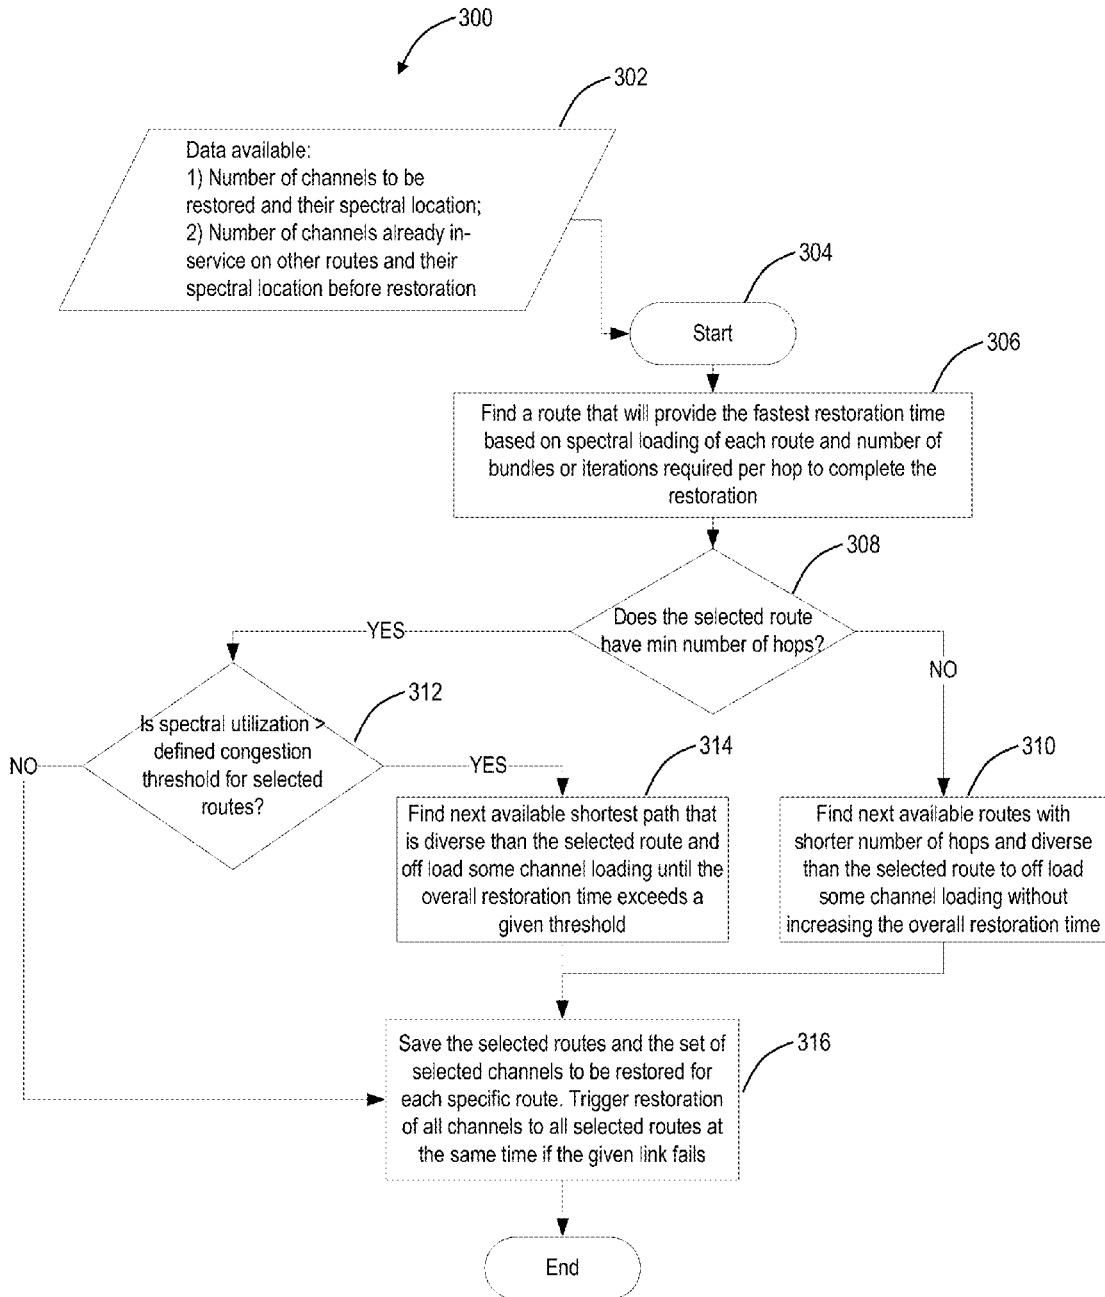 300
302
Data available:
1) Number of channels to be
restored and their spectral location;
2) Number of channels already in-
service on other routes and their
spectral location before restoration
304
Start
306
Find a route that will provide the fastest restoration time
based on spectral loading of each route and number of
bundles or iterations required per hop to complete the
restoration
308
Does the selected route
have min number of hops?
YES
NO
312
Is spectral utilization >
defined congestion
threshold for selected
routes?
NO
YES
314
Find next available shortest path that
is diverse than the selected route and
off load some channel loading until the
overall restoration time exceeds a
given threshold
310
Find next available routes with
shorter number of hops and diverse
than the selected route to off load
some channel loading without
increasing the overall restoration time
316
Save the selected routes and the set of
selected channels to be restored for
each specific route. Trigger restoration
of all channels to all selected routes at
the same time if the given link fails
End